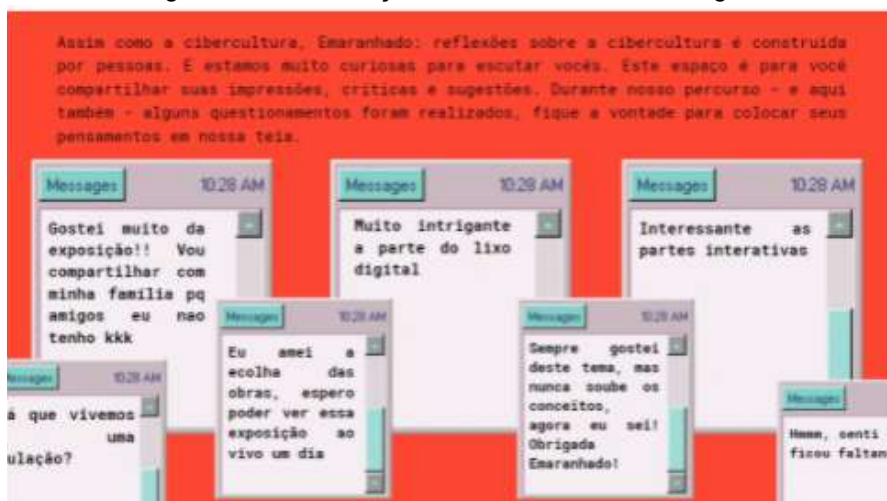 Assim como a cibercultura, Emaranhado: reflexões sobre a cibercultura é construída
por pessoas. E estamos muito curiosas para escutar vocês. Este espaço é para você
compartilhar suas impressões, críticas e sugestões. Durante nosso percurso - e aqui
também - alguns questionamentos foram realizados, fique a vontade para colocar seus
pensamentos em nossa teia.
Messages 10:28 AM
Gostei muito da
exposição!! Vou
compartilhar com
minha família pq
amigos eu nao
tenho kkk
Messages 10:28 AM
Muito intrigante
a parte do lixo
digital
Messages 10:28 AM
Interessante as
partes interativas
Messages 10:28 AM
Eu amei a
ecolha das
obras, espero
poder ver essa
exposição ao
vivo um dia
Messages 10:28 AM
Sempre gostei
deste tema, mas
nunca soube os
conceitos,
agora eu sei!
Obrigada
Emaranhado!
Messages 10:28 AM
á que vivemos
uma
ulação?
Messages
Hmmm, senti
ficou faltan